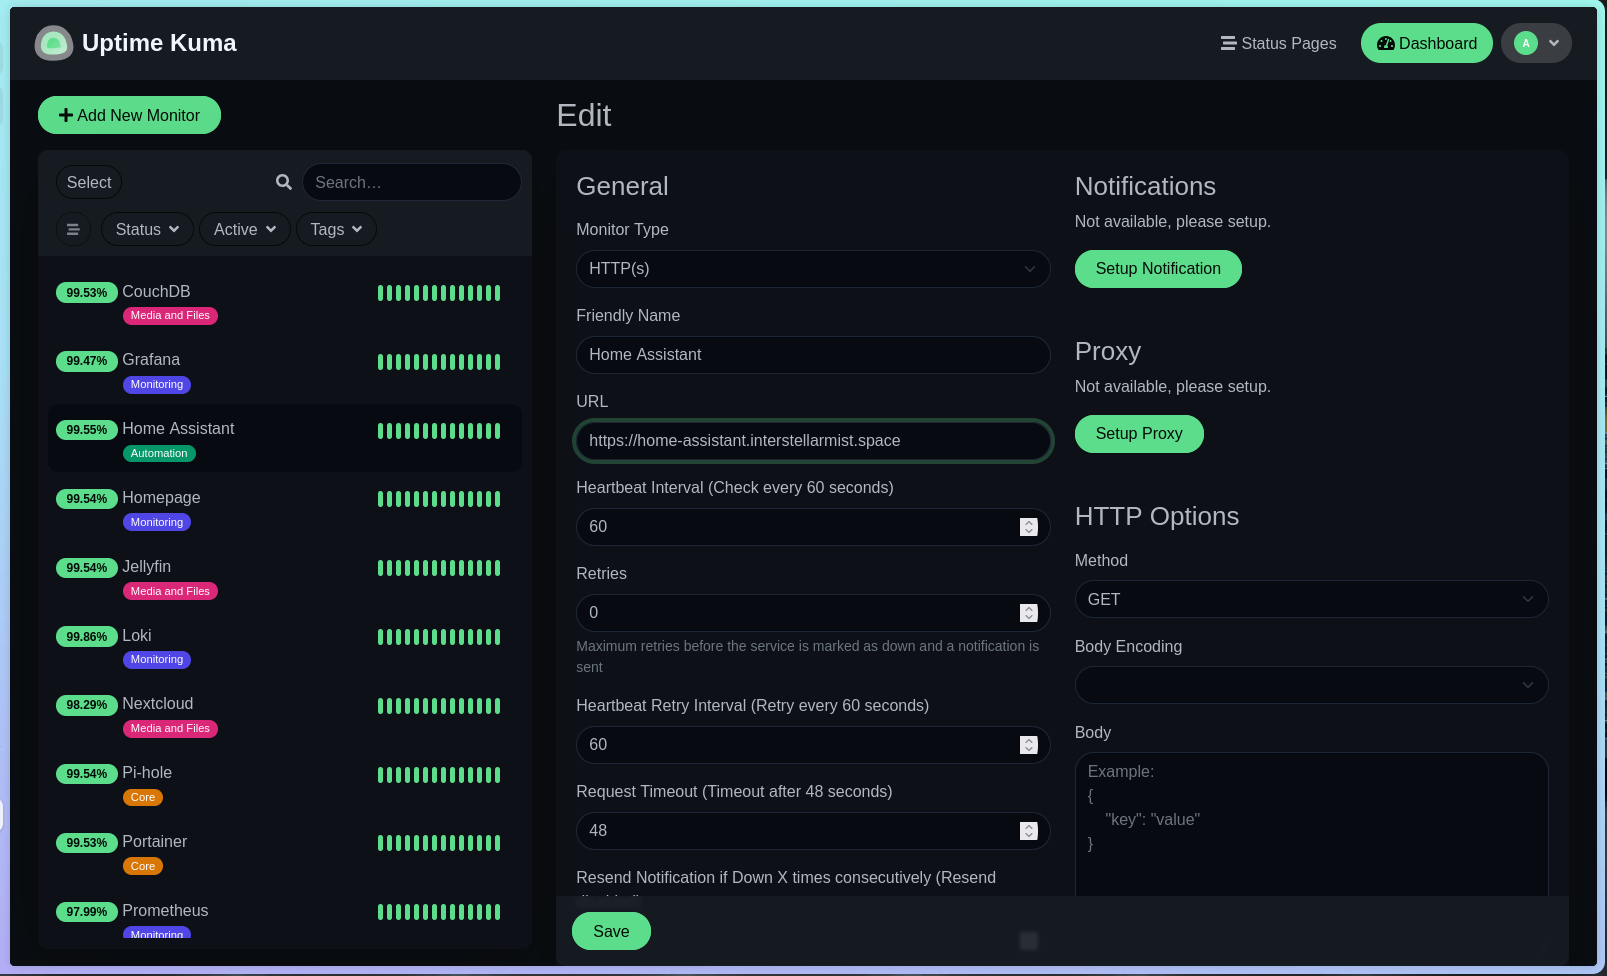 Uptime Kuma
Status Pages
Dashboard
A
Add New Monitor
Select
Search…
Status
Active
Tags
99.53% CouchDB
Media and Files
99.47% Grafana
Monitoring
99.55% Home Assistant
Automation
99.54% Homepage
Monitoring
99.54% Jellyfin
Media and Files
99.86% Loki
Monitoring
98.29% Nextcloud
Media and Files
99.54% Pi-hole
Core
99.53% Portainer
Core
97.99% Prometheus
Monitoring
Edit
General
Monitor Type
HTTP(s)
Friendly Name
Home Assistant
URL
https://home-assistant.interstellarmist.space
Heartbeat Interval (Check every 60 seconds)
60
Retries
0
Maximum retries before the service is marked as down and a notification is
sent
Heartbeat Retry Interval (Retry every 60 seconds)
60
Request Timeout (Timeout after 48 seconds)
48
Resend Notification if Down X times consecutively (Resend
Save
Notifications
Not available, please setup.
Setup Notification
Proxy
Not available, please setup.
Setup Proxy
HTTP Options
Method
GET
Body Encoding
Body
Example:
{
"key": "value"
}